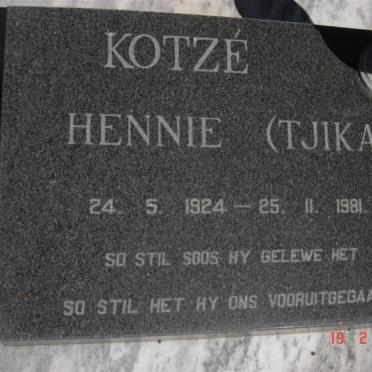 KOTZÉ
HENNIE (TJIKA
24. 5. 1924 — 25. 11. 1981.
SO STIL SOOS HY GELEWE HET
SO STIL HET HY ONS VOORUITGEGAA
19 2